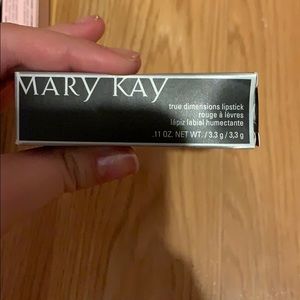 MARY KAY
true dimensions lipstick
rouge à lèvres
lápiz labial humectante
.11 OZ. NET WT. / 3.3 g / 3,3 g